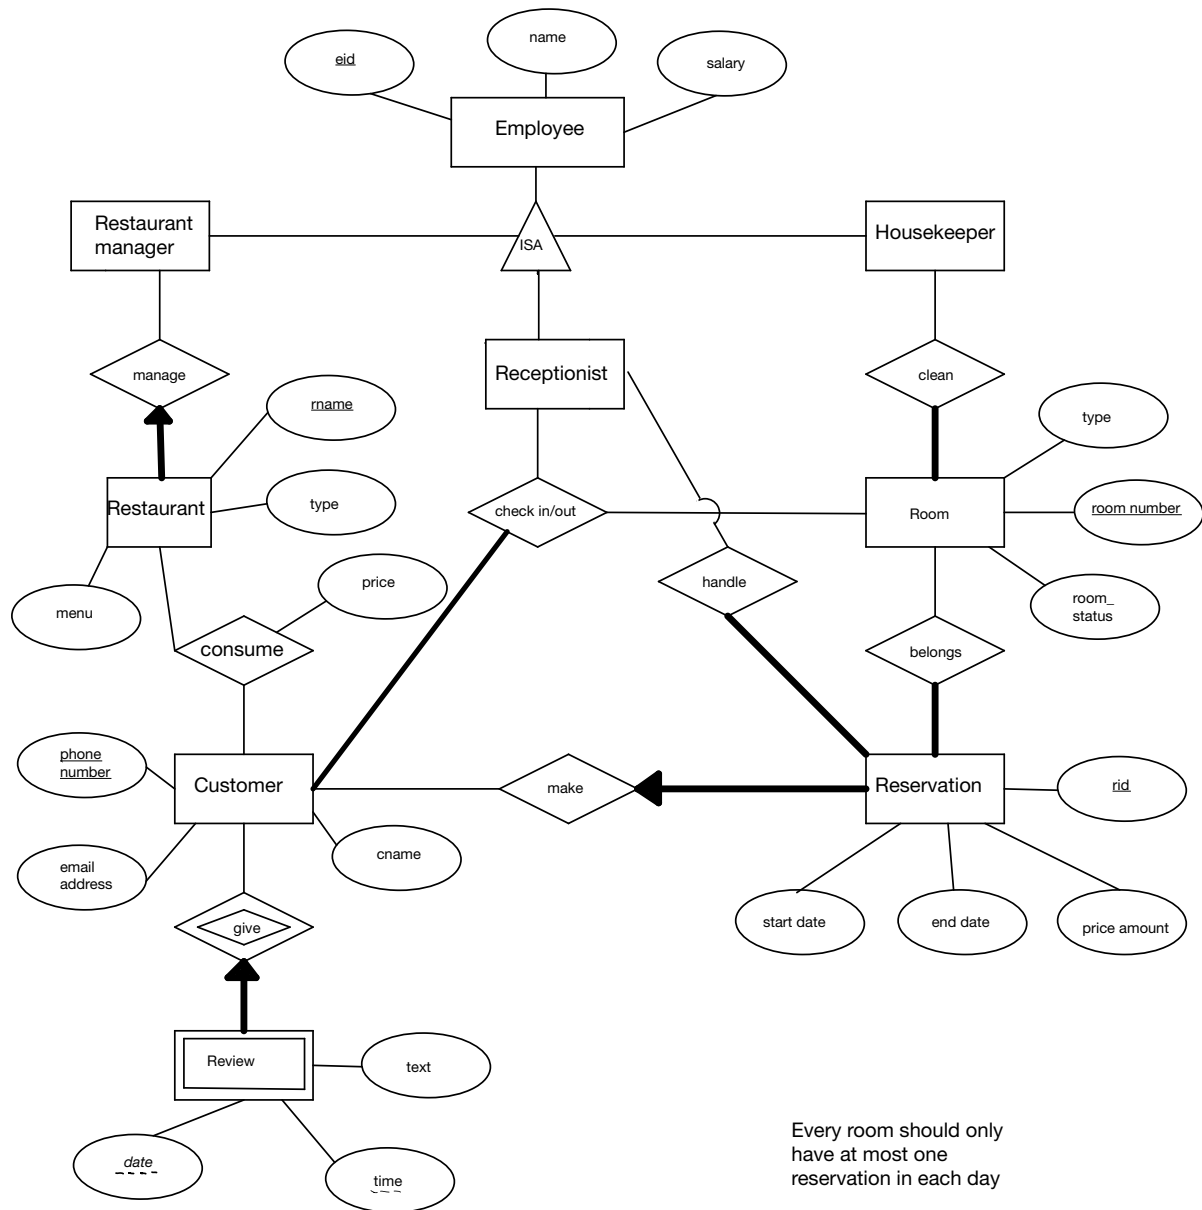 name
eid
salary
Employee
Restaurant
manager
ISA
Housekeeper
manage
Receptionist
clean
rname
type
type
Restaurant
check in/out
Room
room number
menu
price
handle
room_
status
consume
belongs
phone
number
Customer
make
Reservation
rid
email
address
cname
start date
end date
price amount
give
Review
text
date
time
Every room should only
have at most one
reservation in each day